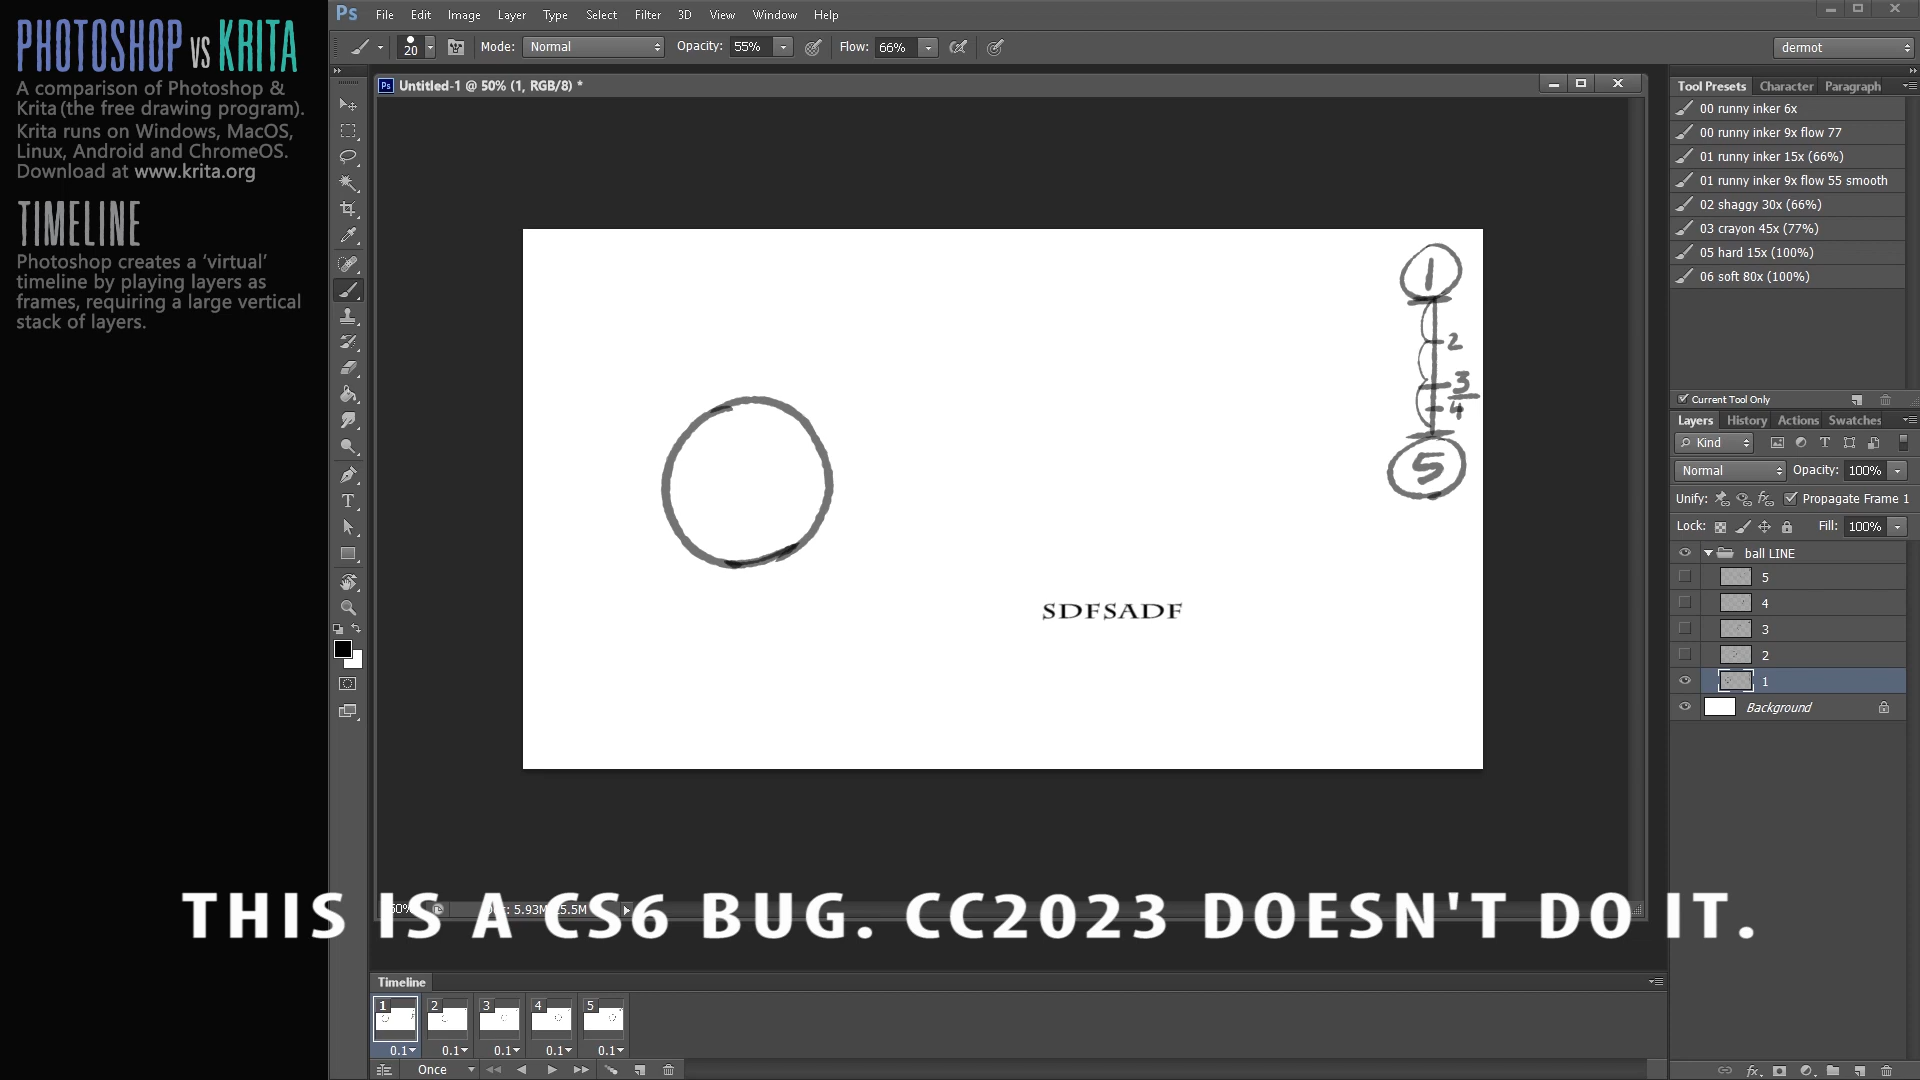 PHOTOSHOP VS KRITA
A comparison of Photoshop &
Krita (the free drawing program).
Krita runs on Windows, MacOS,
Linux, Android and ChromeOS.
Download at www.krita.org
TIMELINE
Photoshop creates a ‘virtual’
timeline by playing layers as
frames, requiring a large vertical
stack of layers.
Ps File Edit Image Layer Type Select Filter 3D View Window Help
20 Mode: Normal Opacity: 55% Flow: 66% dermot
Ps Untitled-1 @ 50% (1, RGB/8) *
1
2
3
4
5
SDFSADF
Tool Presets Character Paragraph
00 runny inker 6x
00 runny inker 9x flow 77
01 runny inker 15x (66%)
01 runny inker 9x flow 55 smooth
02 shaggy 30x (66%)
03 crayon 45x (77%)
05 hard 15x (100%)
06 soft 80x (100%)
Current Tool Only
Layers History Actions Swatches
Kind
Normal Opacity: 100%
Unify: Propagate Frame 1
Lock: Fill: 100%
ball LINE
5
4
3
2
1
Background
THIS IS A CS6 BUG. CC2023 DOESN'T DO IT.
Timeline
1 2 3 4 5
0.1 0.1 0.1 0.1 0.1
Once